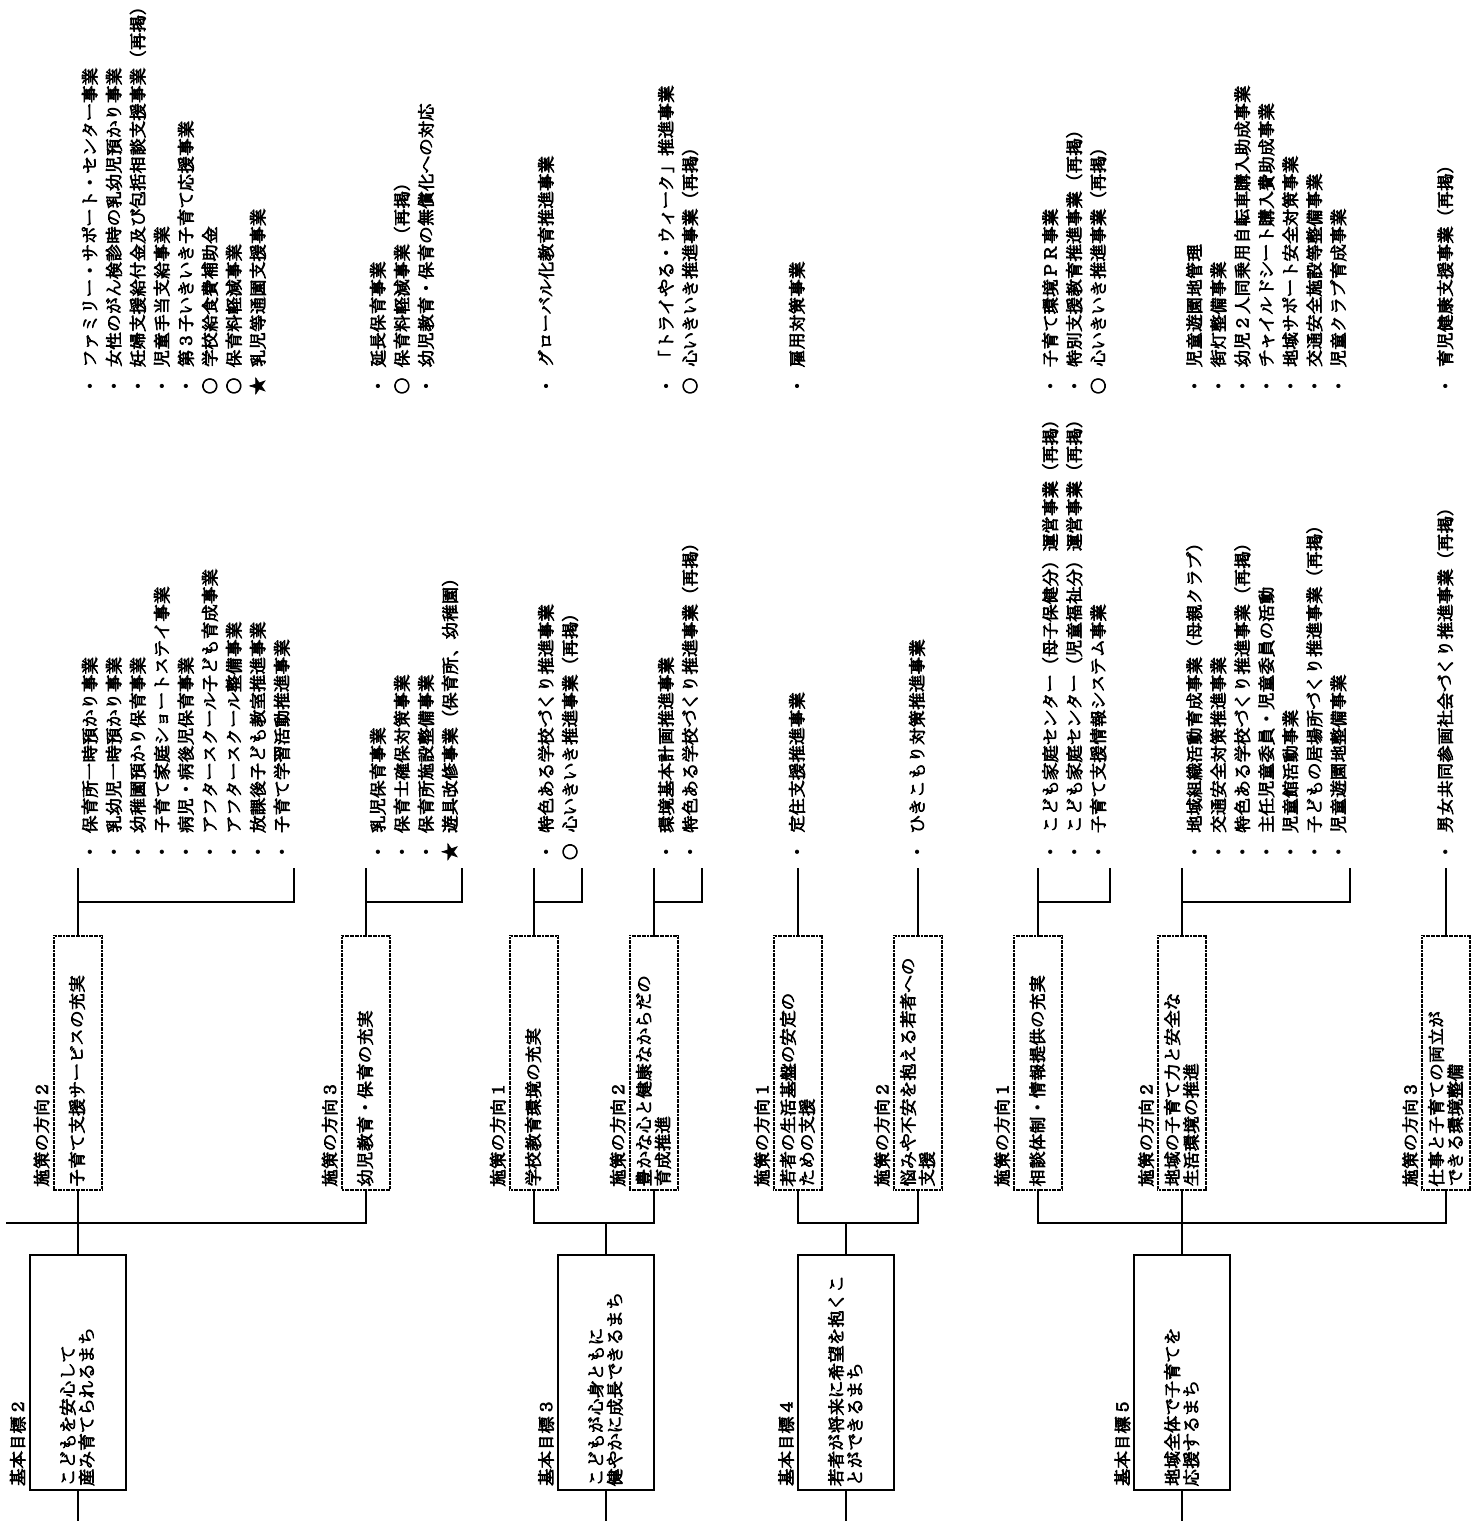 基本目標２
こどもを安心して
産み育てられるまち
施策の方向２
子育て支援サービスの充実
・ 保育所一時預かり事業
・ 乳幼児一時預かり事業
・ 幼稚園預かり保育事業
・ 子育て家庭ショートステイ事業
・ 病児・病後児保育事業
・ アフタースクール子ども育成事業
・ アフタースクール整備事業
・ 放課後子ども教室推進事業
・ 子育て学習活動推進事業
・ ファミリー・サポート・センター事業
・ 女性のがん検診時の乳幼児預かり事業
・ 妊婦支援給付金及び包括相談支援事業（再掲）
・ 児童手当支給事業
・ 第３子いきいき子育て応援事業
○ 学校給食費補助金
○ 保育料軽減事業
★ 乳児等通園支援事業
施策の方向３
幼児教育・保育の充実
・ 乳児保育事業
・ 保育士確保対策事業
・ 保育所施設整備事業
★ 遊具改修事業（保育所、幼稚園）
・ 延長保育事業
○ 保育料軽減事業（再掲）
・ 幼児教育・保育の無償化への対応
基本目標３
こどもが心身ともに
健やかに成長できるまち
施策の方向１
学校教育環境の充実
・ 特色ある学校づくり推進事業
○ 心いきいき推進事業（再掲）
・ グローバル化教育推進事業
施策の方向２
豊かな心と健康なからだの
育成推進
・ 環境基本計画推進事業
・ 特色ある学校づくり推進事業（再掲）
・ 「トライやる・ウィーク」推進事業
○ 心いきいき推進事業（再掲）
基本目標４
若者が将来に希望を抱くこ
とができるまち
施策の方向１
若者の生活基盤の安定の
ための支援
・ 定住支援推進事業
・ 雇用対策事業
施策の方向２
悩みや不安を抱える若者への
支援
・ ひきこもり対策推進事業
基本目標５
地域全体で子育てを
応援するまち
施策の方向１
相談体制・情報提供の充実
・ こども家庭センター（母子保健分）運営事業（再掲）
・ こども家庭センター（児童福祉分）運営事業（再掲）
・ 子育て支援情報システム事業
・ 子育て環境ＰＲ事業
・ 特別支援教育推進事業（再掲）
○ 心いきいき推進事業（再掲）
施策の方向２
地域の子育て力と安全な
生活環境の推進
・ 地域組織活動育成事業（母親クラブ）
・ 交通安全対策推進事業
・ 特色ある学校づくり推進事業（再掲）
・ 主任児童委員・児童委員の活動
・ 児童館活動事業
・ 子どもの居場所づくり推進事業（再掲）
・ 児童遊園地整備事業
・ 児童遊園地管理
・ 街灯整備事業
・ 幼児２人同乗用自転車購入助成事業
・ チャイルドシート購入費助成事業
・ 地域サポート安全対策事業
・ 交通安全施設等整備事業
・ 児童クラブ育成事業
施策の方向３
仕事と子育ての両立が
できる環境整備
・ 男女共同参画社会づくり推進事業（再掲）
・ 育児健康支援事業（再掲）